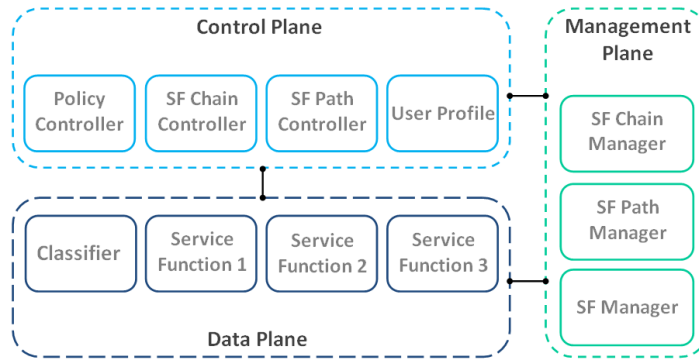 Control Plane
Policy
Controller
SF Chain
Controller
SF Path
Controller
User Profile
Classifier
Service
Function 1
Service
Function 2
Service
Function 3
Data Plane
Management
Plane
SF Chain
Manager
SF Path
Manager
SF Manager